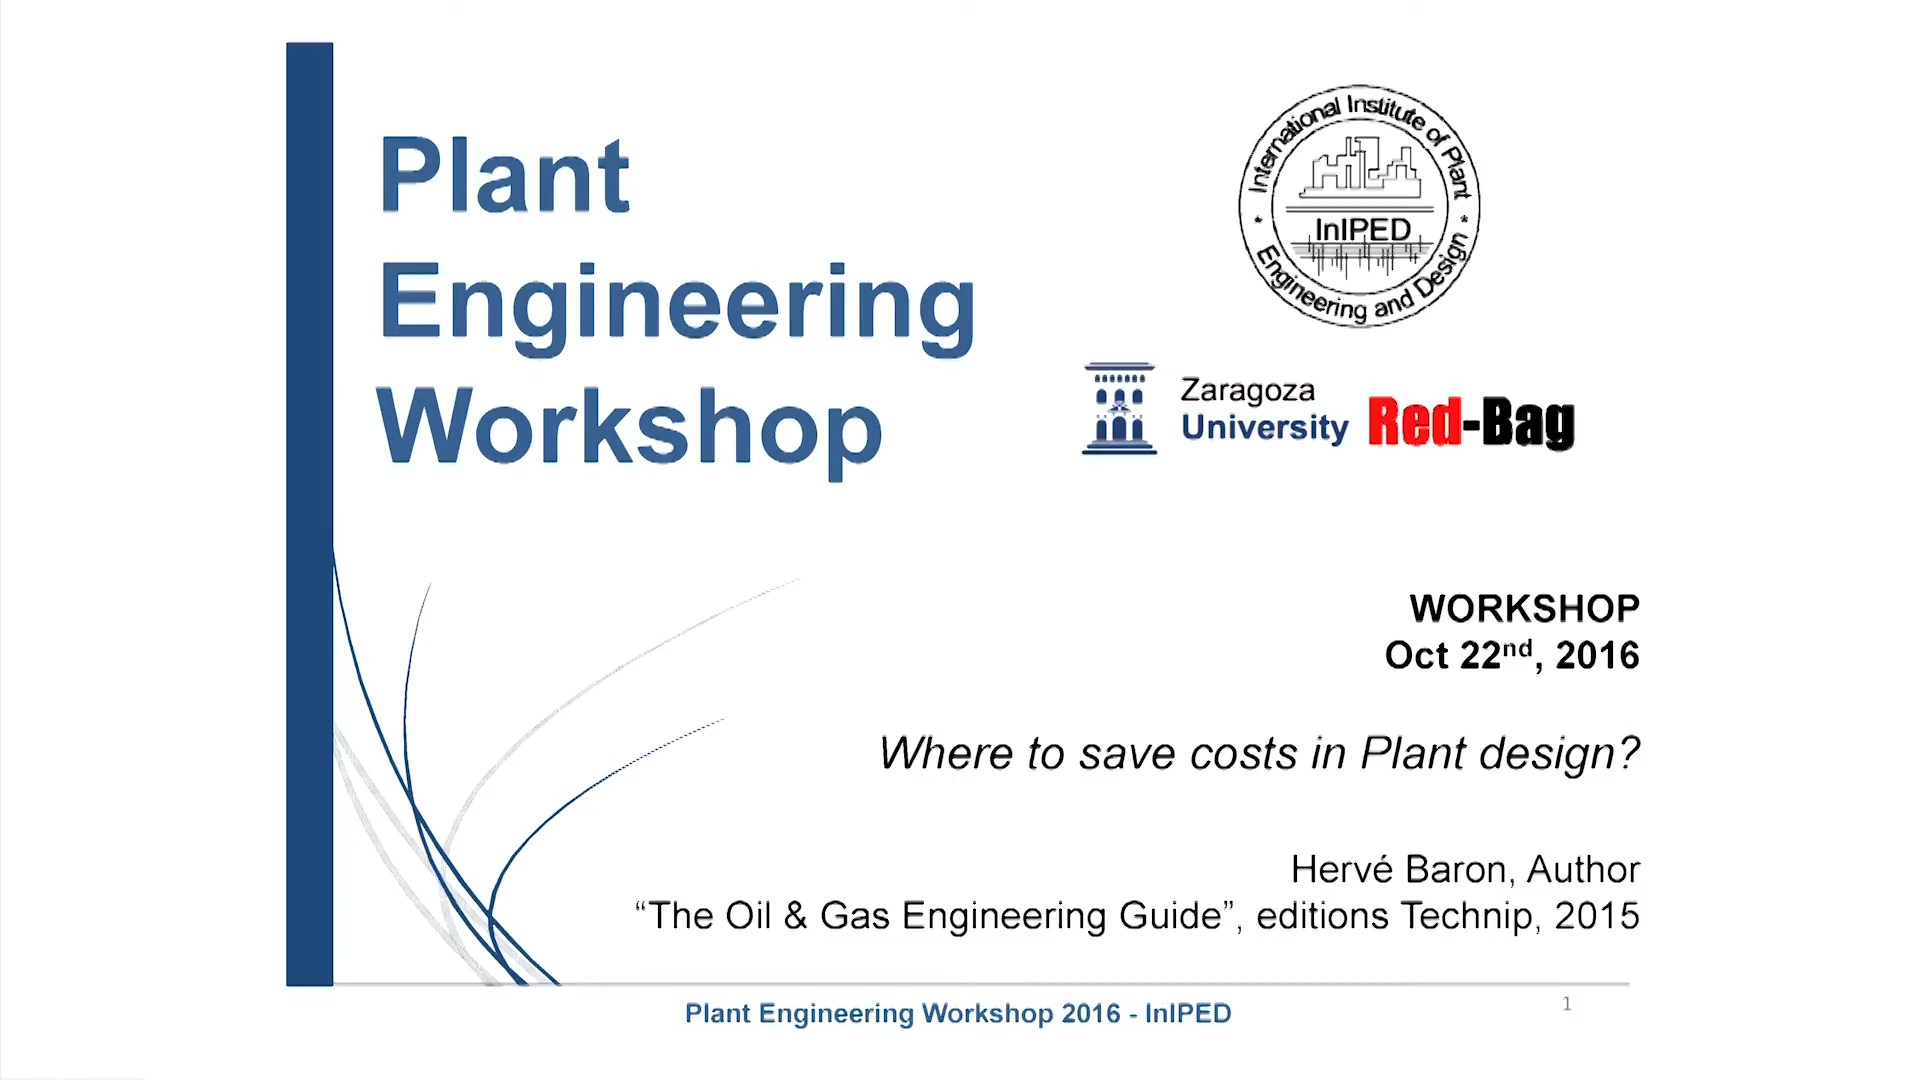 Plant
Engineering
Workshop
International Institute of Plant
* InIPED *
Engineering and Design
Zaragoza
University
Red-Bag
WORKSHOP
Oct 22nd, 2016
Where to save costs in Plant design?
Hervé Baron, Author
“The Oil & Gas Engineering Guide”, editions Technip, 2015
Plant Engineering Workshop 2016 - InIPED
1